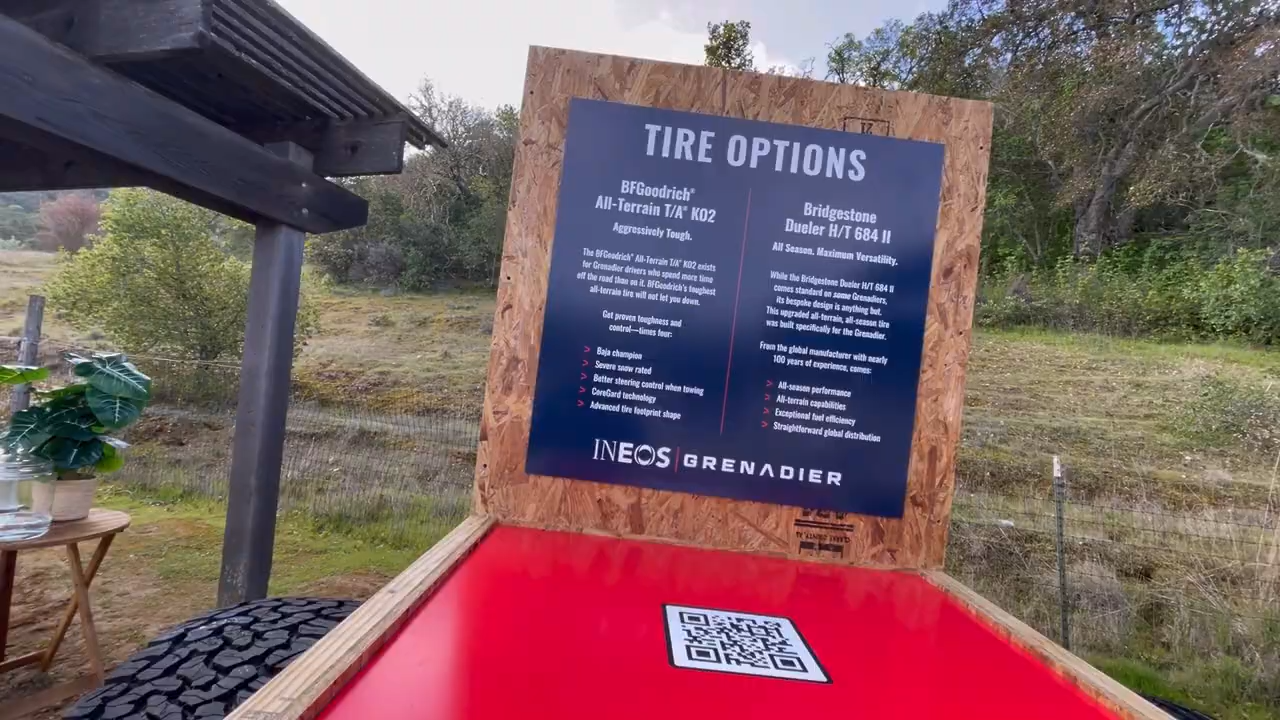 TIRE OPTIONS
BFGoodrich®
All-Terrain T/A® KO2
Aggressively Tough.
The BFGoodrich® All-Terrain T/A® KO2 exists
for Grenadier drivers who spend more time
off the road than on it. BFGoodrich's toughest
all-terrain tire will not let you down.
Get proven toughness and
control—times four:
> Baja champion
> Severe snow rated
> Better steering control when towing
> CoreGard technology
> Advanced tire footprint shape
Bridgestone
Dueler H/T 684 II
All Season. Maximum Versatility.
While the Bridgestone Dueler H/T 684 II
comes standard on some Grenadiers,
its bespoke design is anything but.
This upgraded all-terrain, all-season tire
was built specifically for the Grenadier.
From the global manufacturer with nearly
100 years of experience, comes:
> All-season performance
> All-terrain capabilities
> Exceptional fuel efficiency
> Straightforward global distribution
INEOS | GRENADIER